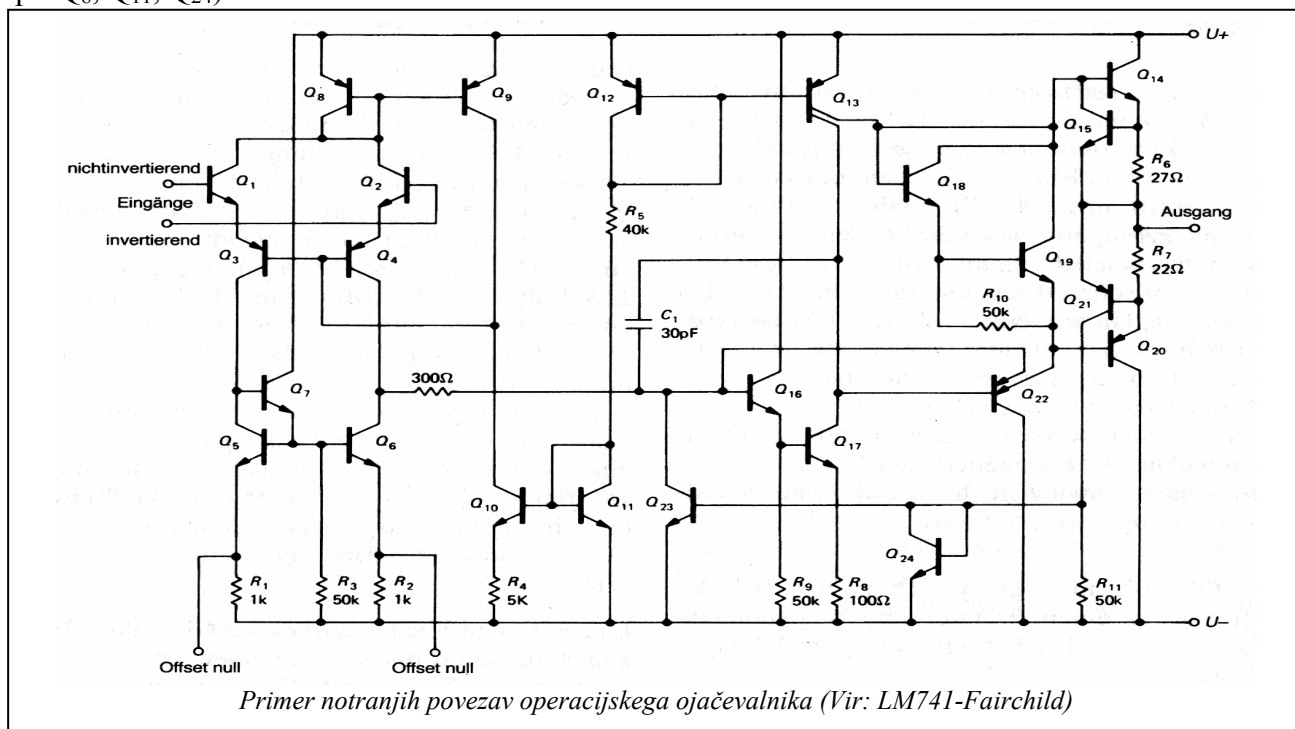 Q8, Q11, Q24)
U+
Q8
Q9
Q12
Q13
Q14
Q15
nichtinvertierend
Q1
Q2
Q18
R6
27Ω
Eingänge
R5
40k
Ausgang
invertierend
Q3
Q4
Q19
R7
22Ω
C1
30pF
R10
50k
Q21
Q20
Q7
300Ω
Q16
Q22
Q5
Q6
Q17
Q10
Q11
Q23
Q24
R1
1k
R3
50k
R2
1k
R4
5K
R9
50k
R8
100Ω
R11
50k
U−
Offset null
Offset null
Primer notranjih povezav operacijskega ojačevalnika (Vir: LM741-Fairchild)